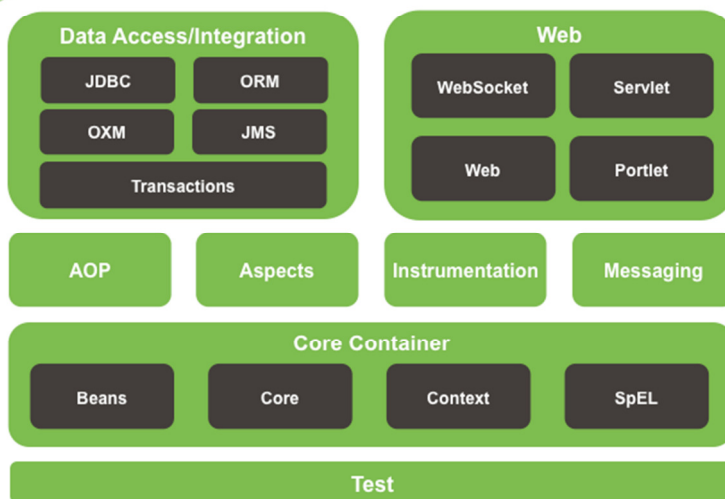 Data Access/Integration
JDBC
ORM
OXM
JMS
Transactions
Web
WebSocket
Servlet
Web
Portlet
AOP
Aspects
Instrumentation
Messaging
Core Container
Beans
Core
Context
SpEL
Test